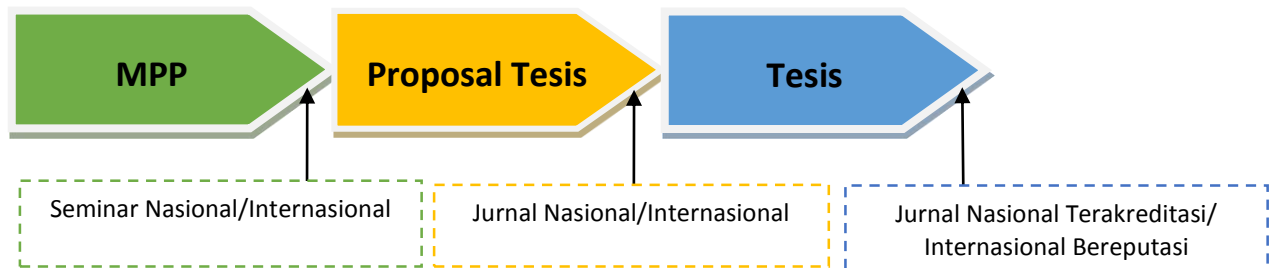 MPP
Proposal Tesis
Tesis
Seminar Nasional/Internasional
Jurnal Nasional/Internasional
Jurnal Nasional Terakreditasi/
Internasional Bereputasi